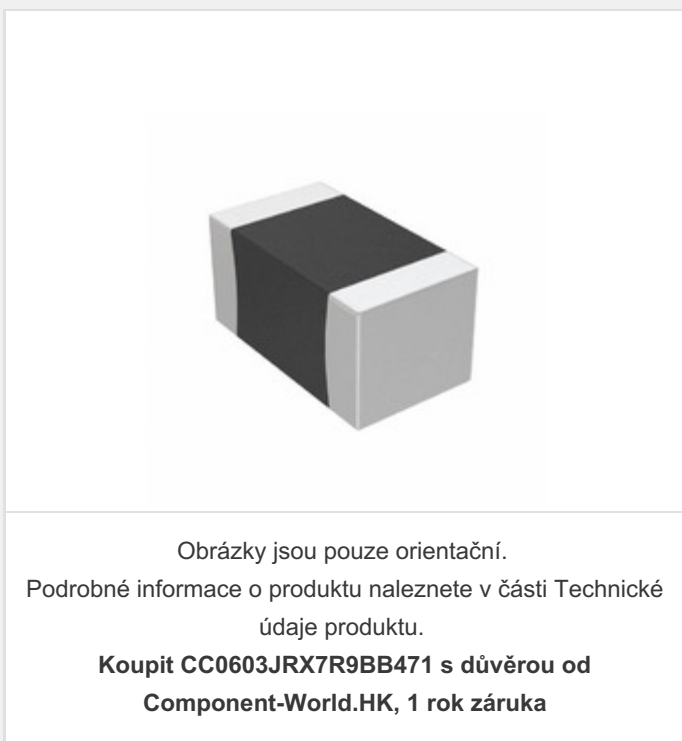 Obrázky jsou pouze orientační.
Podrobné informace o produktu naleznete v části Technické
údaje produktu.
Koupit CC0603JRX7R9BB471 s důvěrou od
Component-World.HK, 1 rok záruka